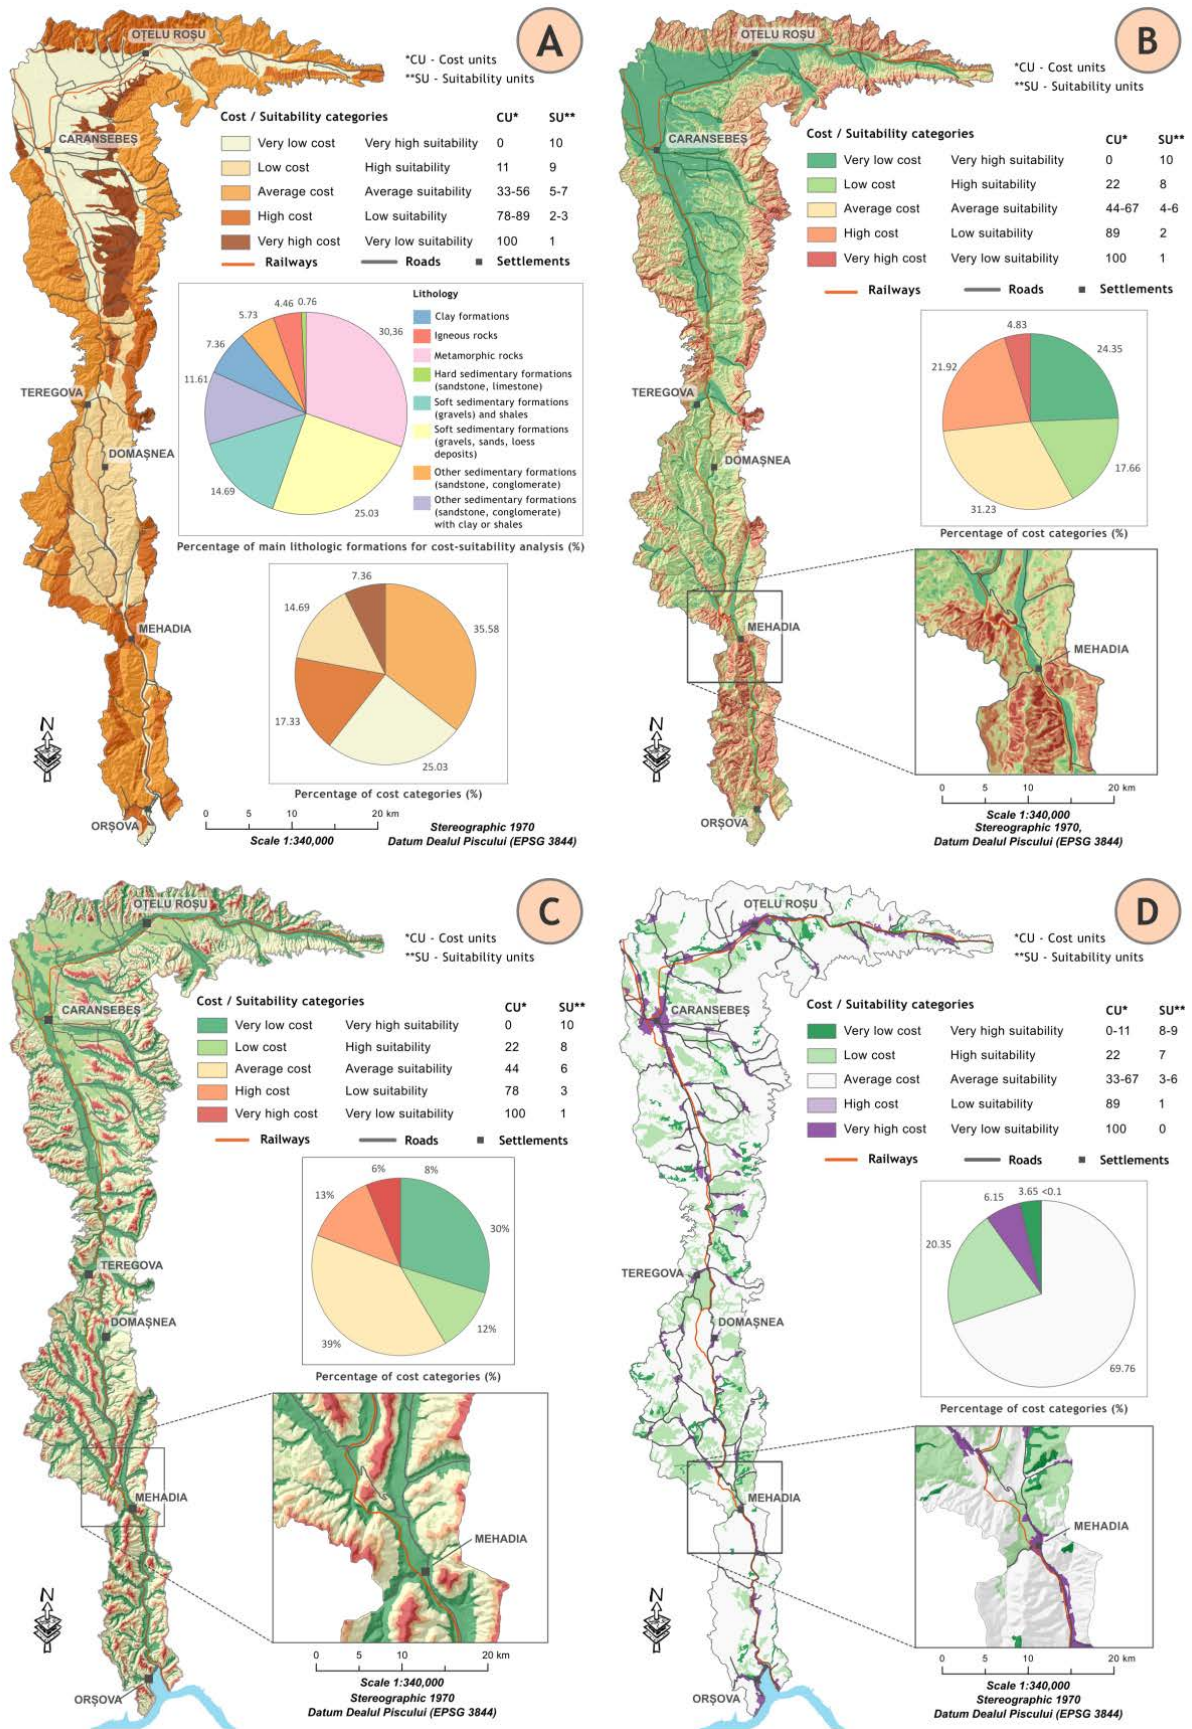 A
OȚELU ROȘU
*CU - Cost units
**SU - Suitability units
Cost / Suitability categories CU* SU**
Very low cost Very high suitability 0 10
Low cost High suitability 11 9
Average cost Average suitability 33-56 5-7
High cost Low suitability 78-89 2-3
Very high cost Very low suitability 100 1
Railways Roads Settlements
CARANSEBEȘ
TEREGOVA
DOMAȘNEA
MEHADIA
ORȘOVA
Lithology
Clay formations
Igneous rocks
Metamorphic rocks
Hard sedimentary formations
(sandstone, limestone)
Soft sedimentary formations
(gravels) and shales
Soft sedimentary formations
(gravels, sands, loess
deposits)
Other sedimentary formations
(sandstone, conglomerate)
Other sedimentary formations
(sandstone, conglomerate)
with clay or shales
4.46 0.76
5.73
30,36
7.36
11.61
14.69
25.03
Percentage of main lithologic formations for cost-suitability analysis (%)
7.36
14.69
35.58
17.33
25.03
Percentage of cost categories (%)
N
0 5 10 20 km
Scale 1:340,000
Stereographic 1970
Datum Dealul Piscului (EPSG 3844)
B
OȚELU ROȘU
*CU - Cost units
**SU - Suitability units
Cost / Suitability categories CU* SU**
Very low cost Very high suitability 0 10
Low cost High suitability 22 8
Average cost Average suitability 44-67 4-6
High cost Low suitability 89 2
Very high cost Very low suitability 100 1
Railways Roads Settlements
CARANSEBEȘ
TEREGOVA
DOMAȘNEA
MEHADIA
ORȘOVA
4.83
24.35
21.92
17.66
31.23
Percentage of cost categories (%)
MEHADIA
N
0 5 10 20 km
Scale 1:340,000
Stereographic 1970,
Datum Dealul Piscului (EPSG 3844)
C
OȚELU ROȘU
*CU - Cost units
**SU - Suitability units
Cost / Suitability categories CU* SU**
Very low cost Very high suitability 0 10
Low cost High suitability 22 8
Average cost Average suitability 44 6
High cost Low suitability 78 3
Very high cost Very low suitability 100 1
Railways Roads Settlements
CARANSEBEȘ
TEREGOVA
DOMAȘNEA
MEHADIA
ORȘOVA
6% 8%
13%
30%
12%
39%
Percentage of cost categories (%)
MEHADIA
N
0 5 10 20 km
Scale 1:340,000
Stereographic 1970
Datum Dealul Piscului (EPSG 3844)
D
OȚELU ROȘU
*CU - Cost units
**SU - Suitability units
Cost / Suitability categories CU* SU**
Very low cost Very high suitability 0-11 8-9
Low cost High suitability 22 7
Average cost Average suitability 33-67 3-6
High cost Low suitability 89 1
Very high cost Very low suitability 100 0
Railways Roads Settlements
CARANSEBEȘ
TEREGOVA
DOMAȘNEA
MEHADIA
ORȘOVA
6.15 3.65 <0.1
20.35
69.76
Percentage of cost categories (%)
MEHADIA
N
0 5 10 20 km
Scale 1:340,000
Stereographic 1970
Datum Dealul Piscului (EPSG 3844)